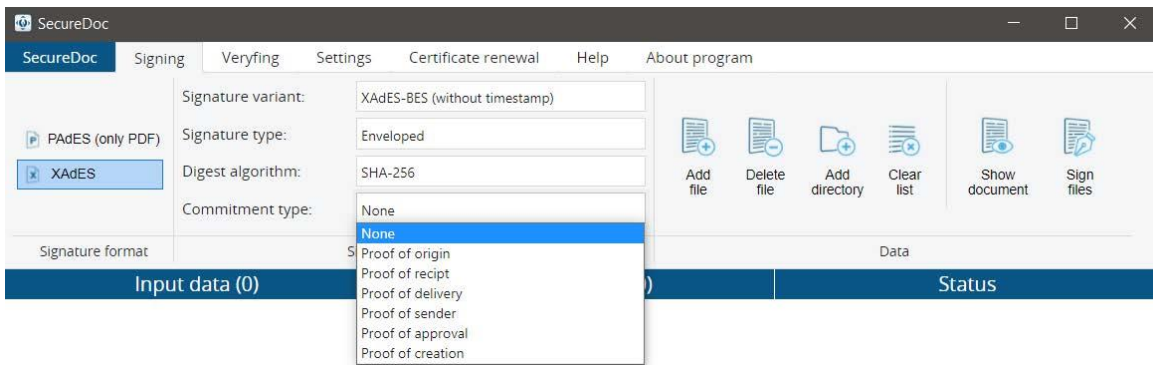 SecureDoc
SecureDoc Signing Veryfing Settings Certificate renewal Help About program
PAdES (only PDF)
XAdES
Signature format
Signature variant: XAdES-BES (without timestamp)
Signature type: Enveloped
Digest algorithm: SHA-256
Commitment type: None
None
Proof of origin
Proof of recipt
Proof of delivery
Proof of sender
Proof of approval
Proof of creation
Add file
Delete file
Add directory
Clear list
Show document
Sign files
Data
Input data (0)
Status